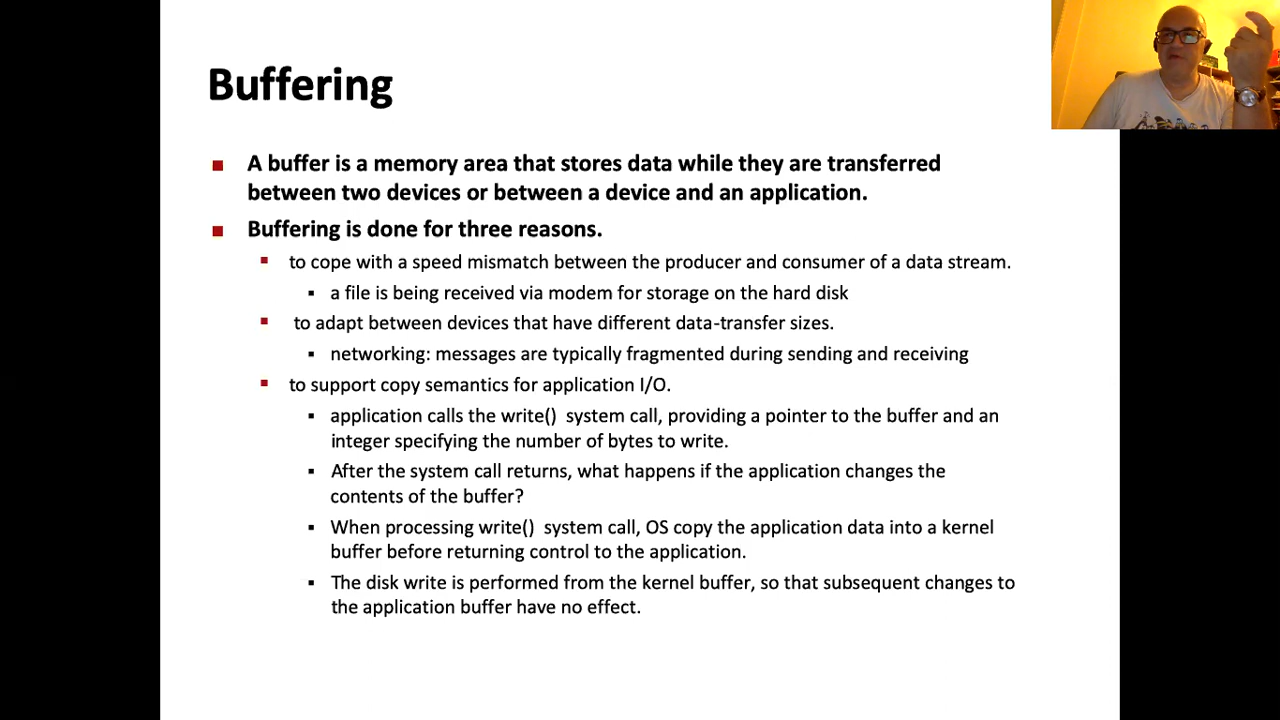 Buffering
A buffer is a memory area that stores data while they are transferred
between two devices or between a device and an application.
Buffering is done for three reasons.
to cope with a speed mismatch between the producer and consumer of a data stream.
a file is being received via modem for storage on the hard disk
to adapt between devices that have different data-transfer sizes.
networking: messages are typically fragmented during sending and receiving
to support copy semantics for application I/O.
application calls the write() system call, providing a pointer to the buffer and an
integer specifying the number of bytes to write.
After the system call returns, what happens if the application changes the
contents of the buffer?
When processing write() system call, OS copy the application data into a kernel
buffer before returning control to the application.
The disk write is performed from the kernel buffer, so that subsequent changes to
the application buffer have no effect.